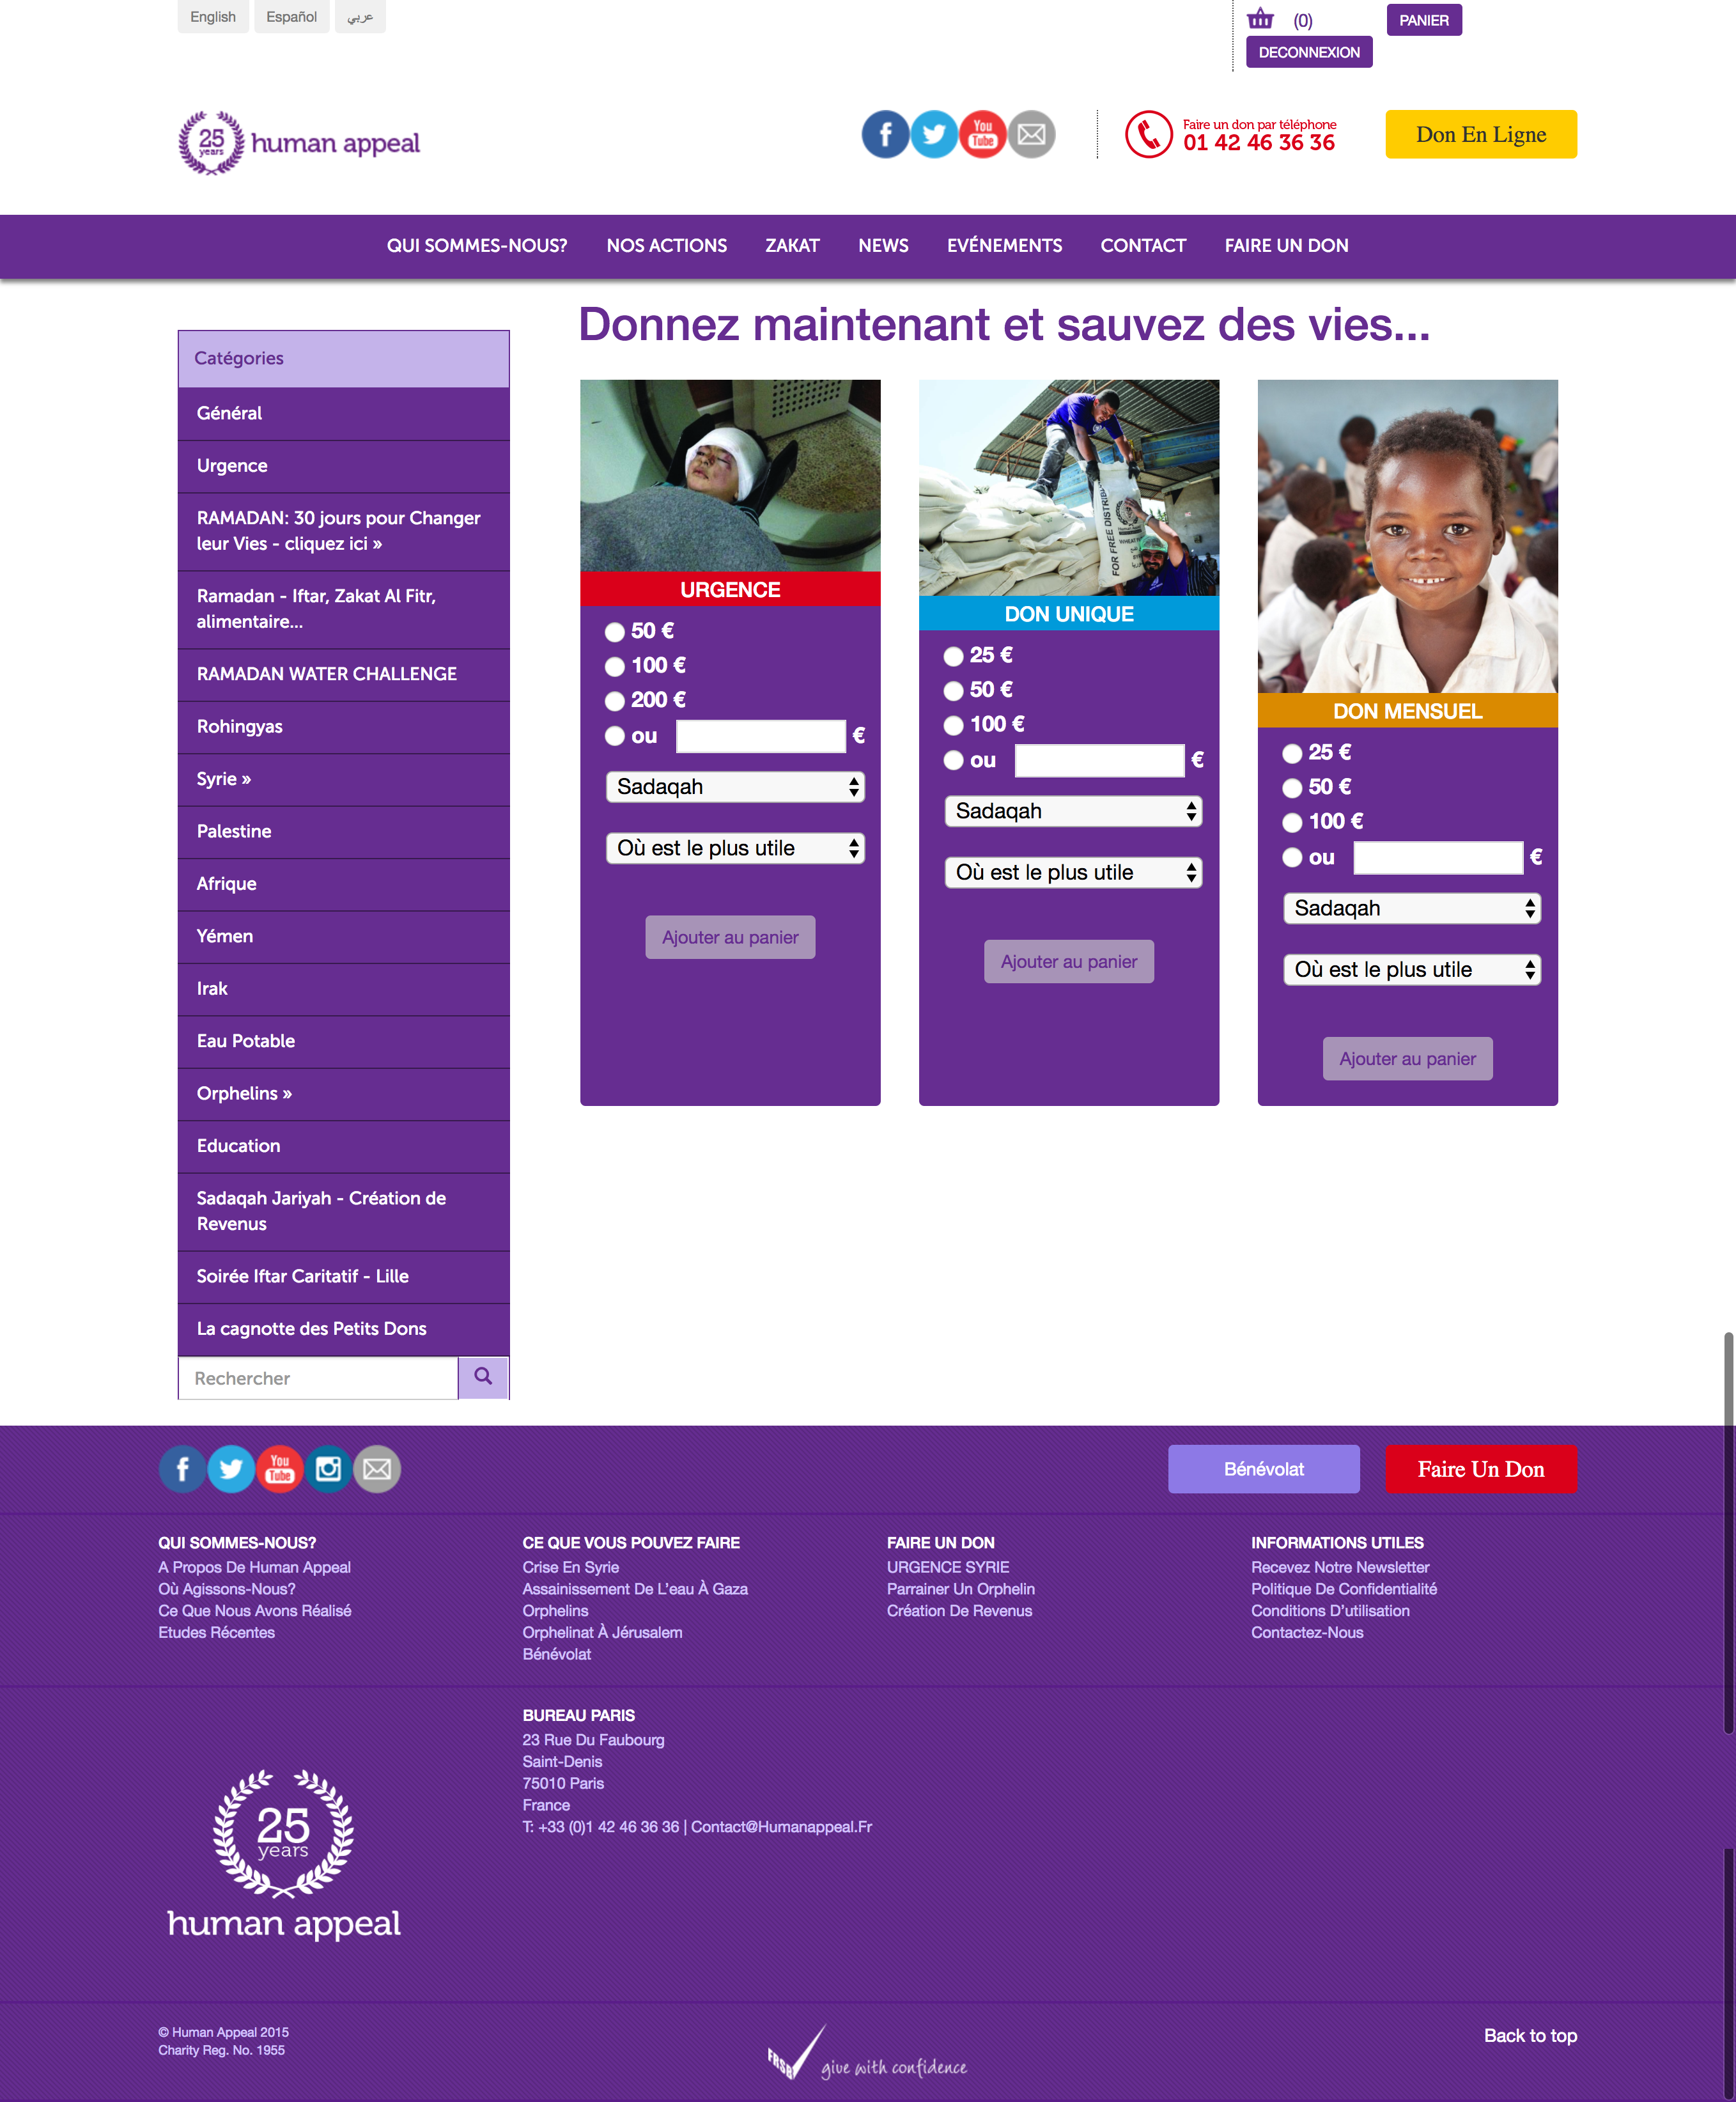 English
Español
عربي
(0)
PANIER
DECONNEXION
25
years
human appeal
You
Tube
Faire un don par téléphone
01 42 46 36 36
Don En Ligne
QUI SOMMES-NOUS?
NOS ACTIONS
ZAKAT
NEWS
EVÉNEMENTS
CONTACT
FAIRE UN DON
Catégories
Général
Urgence
RAMADAN: 30 jours pour Changer
leur Vies - cliquez ici »
Ramadan - Iftar, Zakat Al Fitr,
alimentaire...
RAMADAN WATER CHALLENGE
Rohingyas
Syrie »
Palestine
Afrique
Yémen
Irak
Eau Potable
Orphelins »
Education
Sadaqah Jariyah - Création de
Revenus
Soirée Iftar Caritatif - Lille
La cagnotte des Petits Dons
Rechercher
Donnez maintenant et sauvez des vies...
URGENCE
50 €
100 €
200 €
ou €
Sadaqah
Où est le plus utile
Ajouter au panier
FOR FREE DISTRIBU
DON UNIQUE
25 €
50 €
100 €
ou €
Sadaqah
Où est le plus utile
Ajouter au panier
DON MENSUEL
25 €
50 €
100 €
ou €
Sadaqah
Où est le plus utile
Ajouter au panier
You
Tube
Bénévolat
Faire Un Don
QUI SOMMES-NOUS?
A Propos De Human Appeal
Où Agissons-Nous?
Ce Que Nous Avons Réalisé
Etudes Récentes
CE QUE VOUS POUVEZ FAIRE
Crise En Syrie
Assainissement De L'eau À Gaza
Orphelins
Orphelinat À Jérusalem
Bénévolat
FAIRE UN DON
URGENCE SYRIE
Parrainer Un Orphelin
Création De Revenus
INFORMATIONS UTILES
Recevez Notre Newsletter
Politique De Confidentialité
Conditions D'utilisation
Contactez-Nous
25
years
human appeal
BUREAU PARIS
23 Rue Du Faubourg
Saint-Denis
75010 Paris
France
T: +33 (0)1 42 46 36 36 | Contact@Humanappeal.Fr
© Human Appeal 2015
Charity Reg. No. 1955
FRSB
give with confidence
Back to top